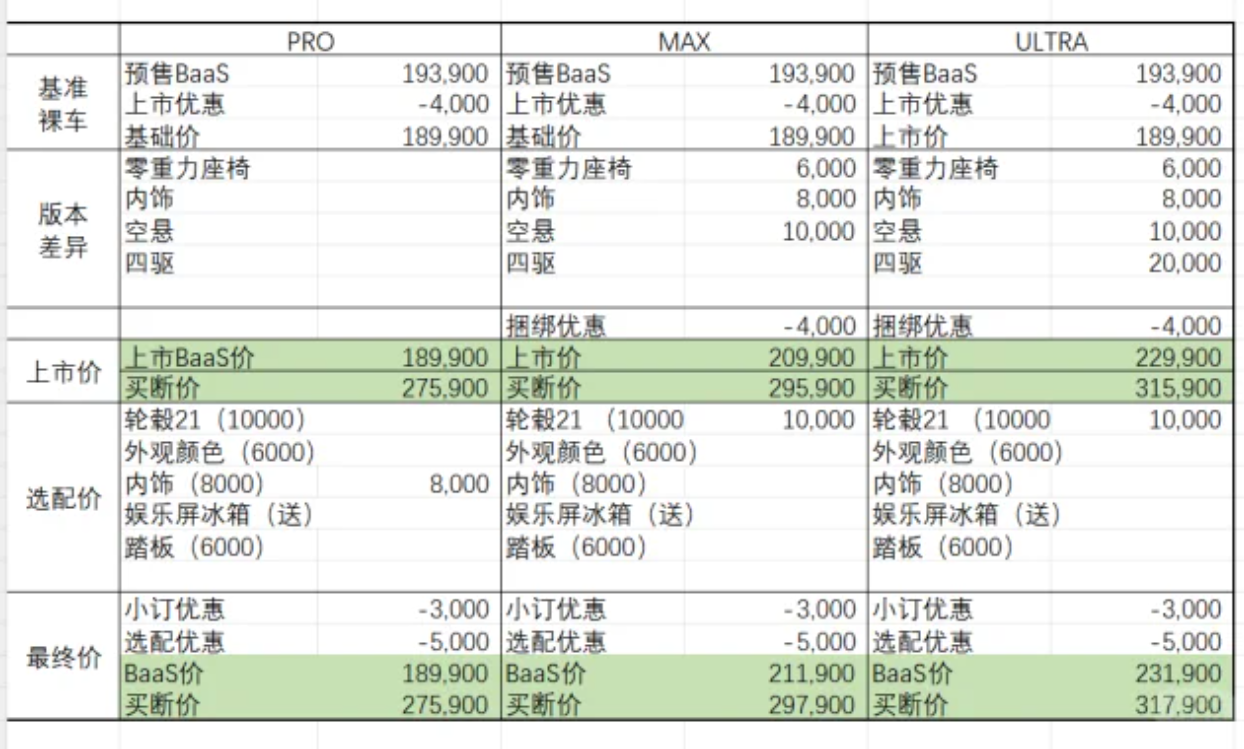 PRO MAX ULTRA
基准裸车 预售BaaS 193,900 预售BaaS 193,900 预售BaaS 193,900
上市优惠 -4,000 上市优惠 -4,000 上市优惠 -4,000
基础价 189,900 基础价 189,900 上市价 189,900
版本差异 零重力座椅 零重力座椅 6,000 零重力座椅 6,000
内饰 内饰 8,000 内饰 8,000
空悬 空悬 10,000 空悬 10,000
四驱 四驱 四驱 20,000
捆绑优惠 -4,000 捆绑优惠 -4,000
上市价 上市BaaS价 189,900 上市价 209,900 上市价 229,900
买断价 275,900 买断价 295,900 买断价 315,900
选配价 轮毂21（10000） 轮毂21 （10000 10,000 轮毂21 （10000 10,000
外观颜色（6000） 外观颜色（6000） 外观颜色（6000）
内饰（8000） 8,000 内饰（8000） 内饰（8000）
娱乐屏冰箱（送） 娱乐屏冰箱（送） 娱乐屏冰箱（送）
踏板（6000） 踏板（6000） 踏板（6000）
最终价 小订优惠 -3,000 小订优惠 -3,000 小订优惠 -3,000
选配优惠 -5,000 选配优惠 -5,000 选配优惠 -5,000
BaaS价 189,900 BaaS价 211,900 BaaS价 231,900
买断价 275,900 买断价 297,900 买断价 317,900